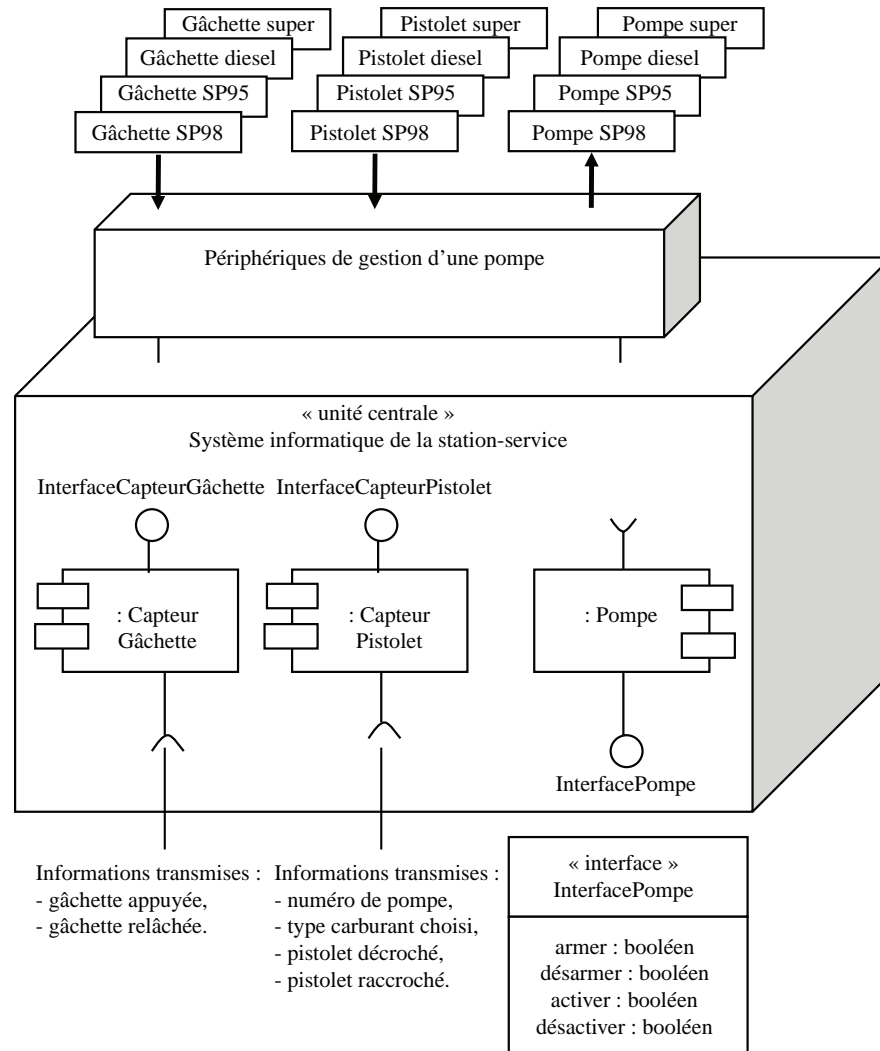 Gâchette super
Pistolet super
Pompe super
Gâchette diesel
Pistolet diesel
Pompe diesel
Gâchette SP95
Pistolet SP95
Pompe SP95
Gâchette SP98
Pistolet SP98
Pompe SP98
Périphériques de gestion d’une pompe
« unité centrale »
Système informatique de la station-service
InterfaceCapteurGâchette
InterfaceCapteurPistolet
: Capteur
Gâchette
: Capteur
Pistolet
: Pompe
InterfacePompe
Informations transmises :
- gâchette appuyée,
- gâchette relâchée.
Informations transmises :
- numéro de pompe,
- type carburant choisi,
- pistolet décroché,
- pistolet raccroché.
« interface »
InterfacePompe
armer : booléen
désarmer : booléen
activer : booléen
désactiver : booléen